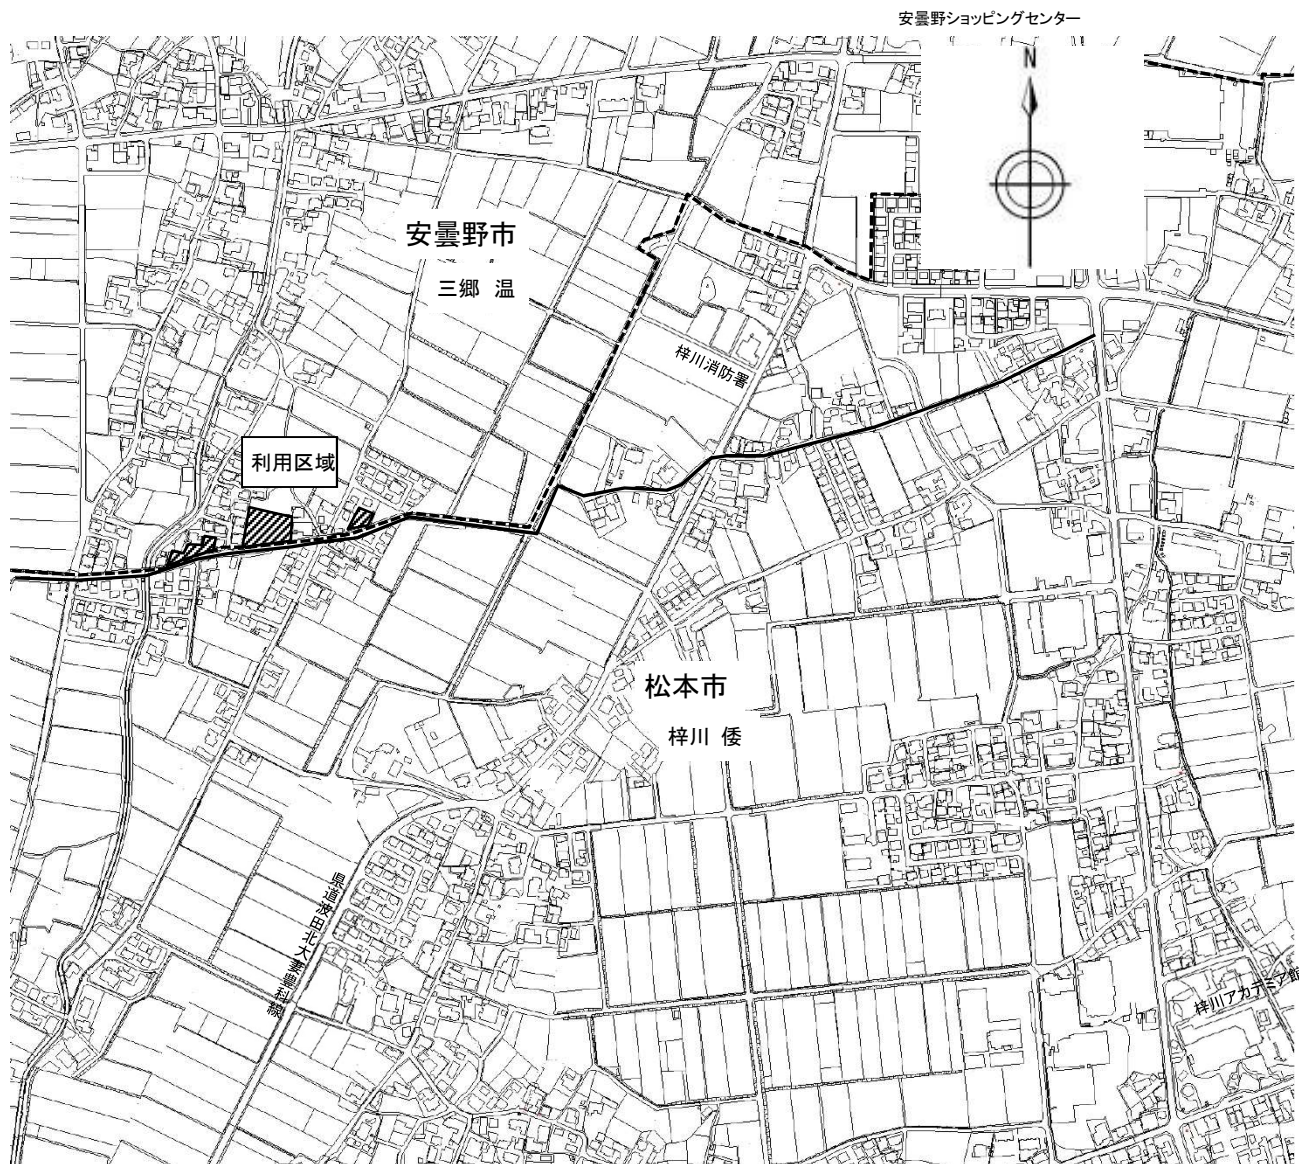 安曇野ショッピングセンター
N
安曇野市
三郷 温
梓川消防署
利用区域
松本市
梓川 倭
県道波田北大妻豊科線
梓川アカデミア館